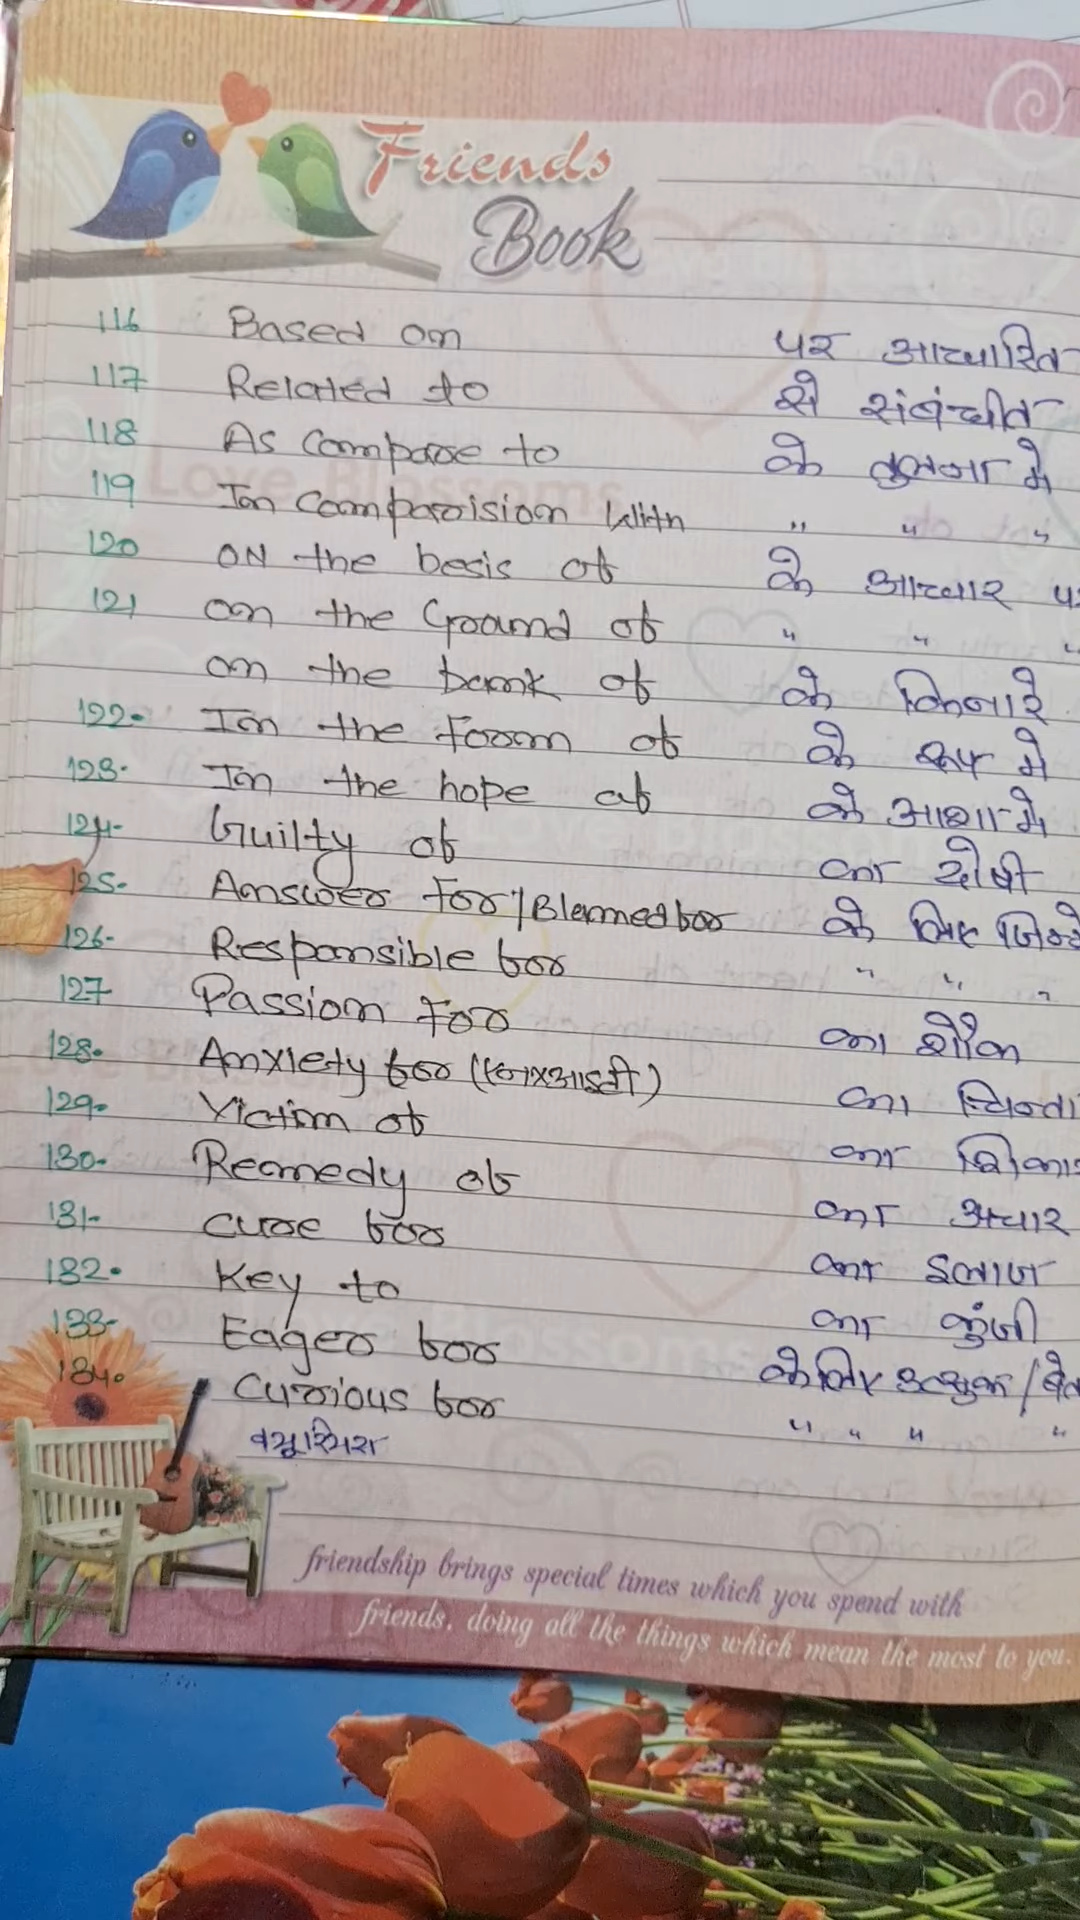 Friends
Book
116 Based on पर आधारित
117 Related to से संबंधीत
118 As Compare to के तुलना मे
119 In Comparision With " " "
120 ON the besis of के आधार
121 on the Ground of " " "
on the bank of के किनारे
122. In the Form of के रूप मे
123. In the hope of के आशा मे
124. Guilty of का दोषी
125. Answer For/Blamed for के लिए
126- Responsible for " " "
127 Passion For का शौक
128. Anxiety for (एनजाइटी) का चिन्ता
129. Victim of का
130. Remedy of का उपचार
131. cure for का इलाज
132. Key to का कुंजी
133- Eager for के लिए उत्सुक /
134. Curious for " " " "
क्यूरियश
friendship brings special times which you spend with
friends. doing all the things which mean the most to you.